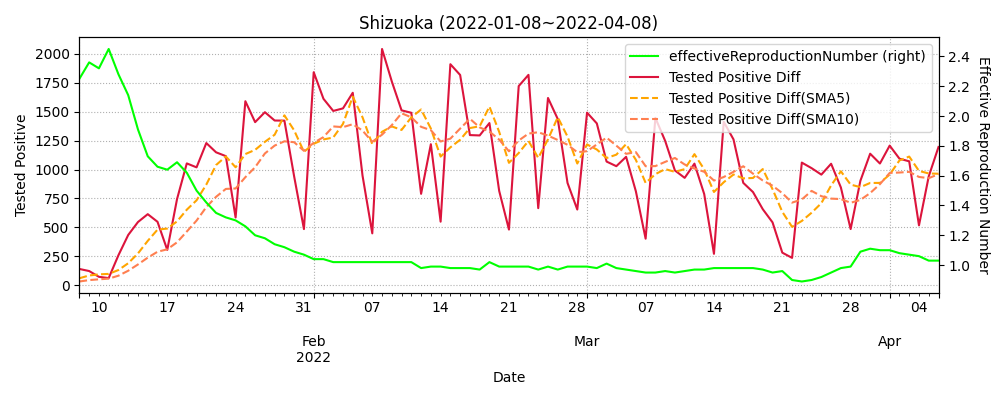 Shizuoka (2022-01-08~2022-04-08)
effectiveReproductionNumber (right)
Tested Positive Diff
Tested Positive Diff(SMA5)
Tested Positive Diff(SMA10)
Tested Positive
2000
1750
1500
1250
1000
750
500
250
0
2.4
2.2
2.0
1.8
1.6
1.4
1.2
1.0
Effective Reproduction Number
10 17 24 31 07 14 21 28 07 14 21 28 04
Feb Mar Apr
2022
Date